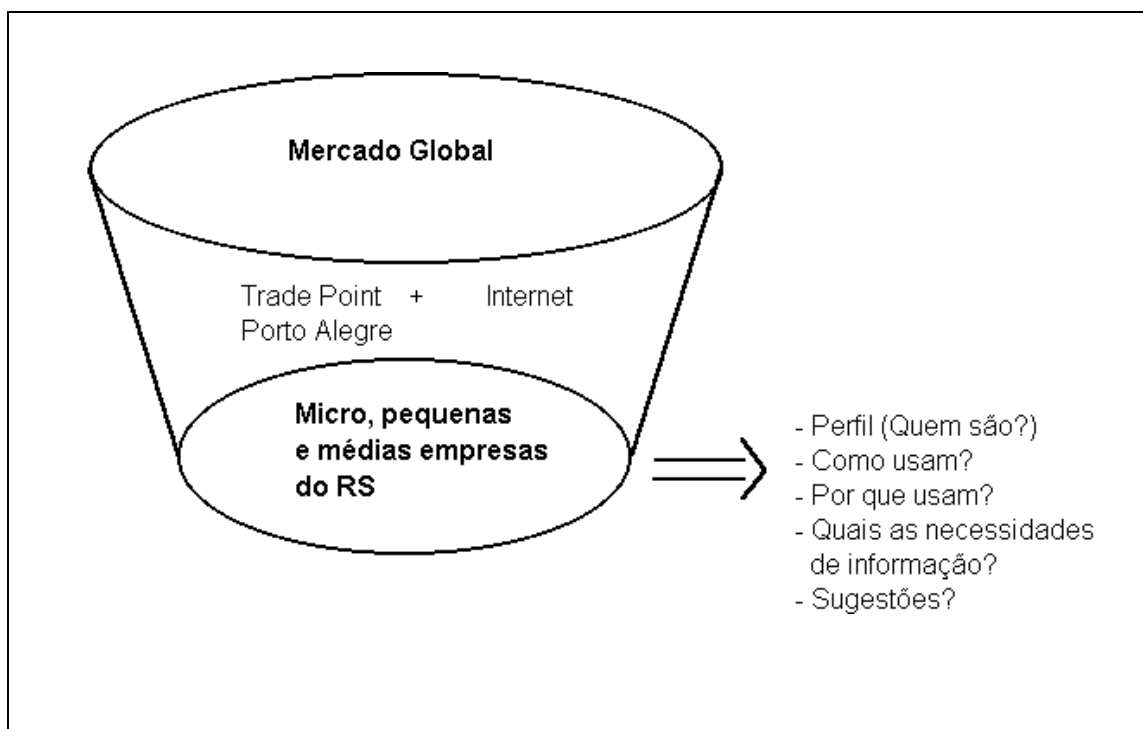 Mercado Global
Trade Point + Internet
Porto Alegre
Micro, pequenas
e médias empresas
do RS
- Perfil (Quem são?)
- Como usam?
- Por que usam?
- Quais as necessidades
de informação?
- Sugestões?